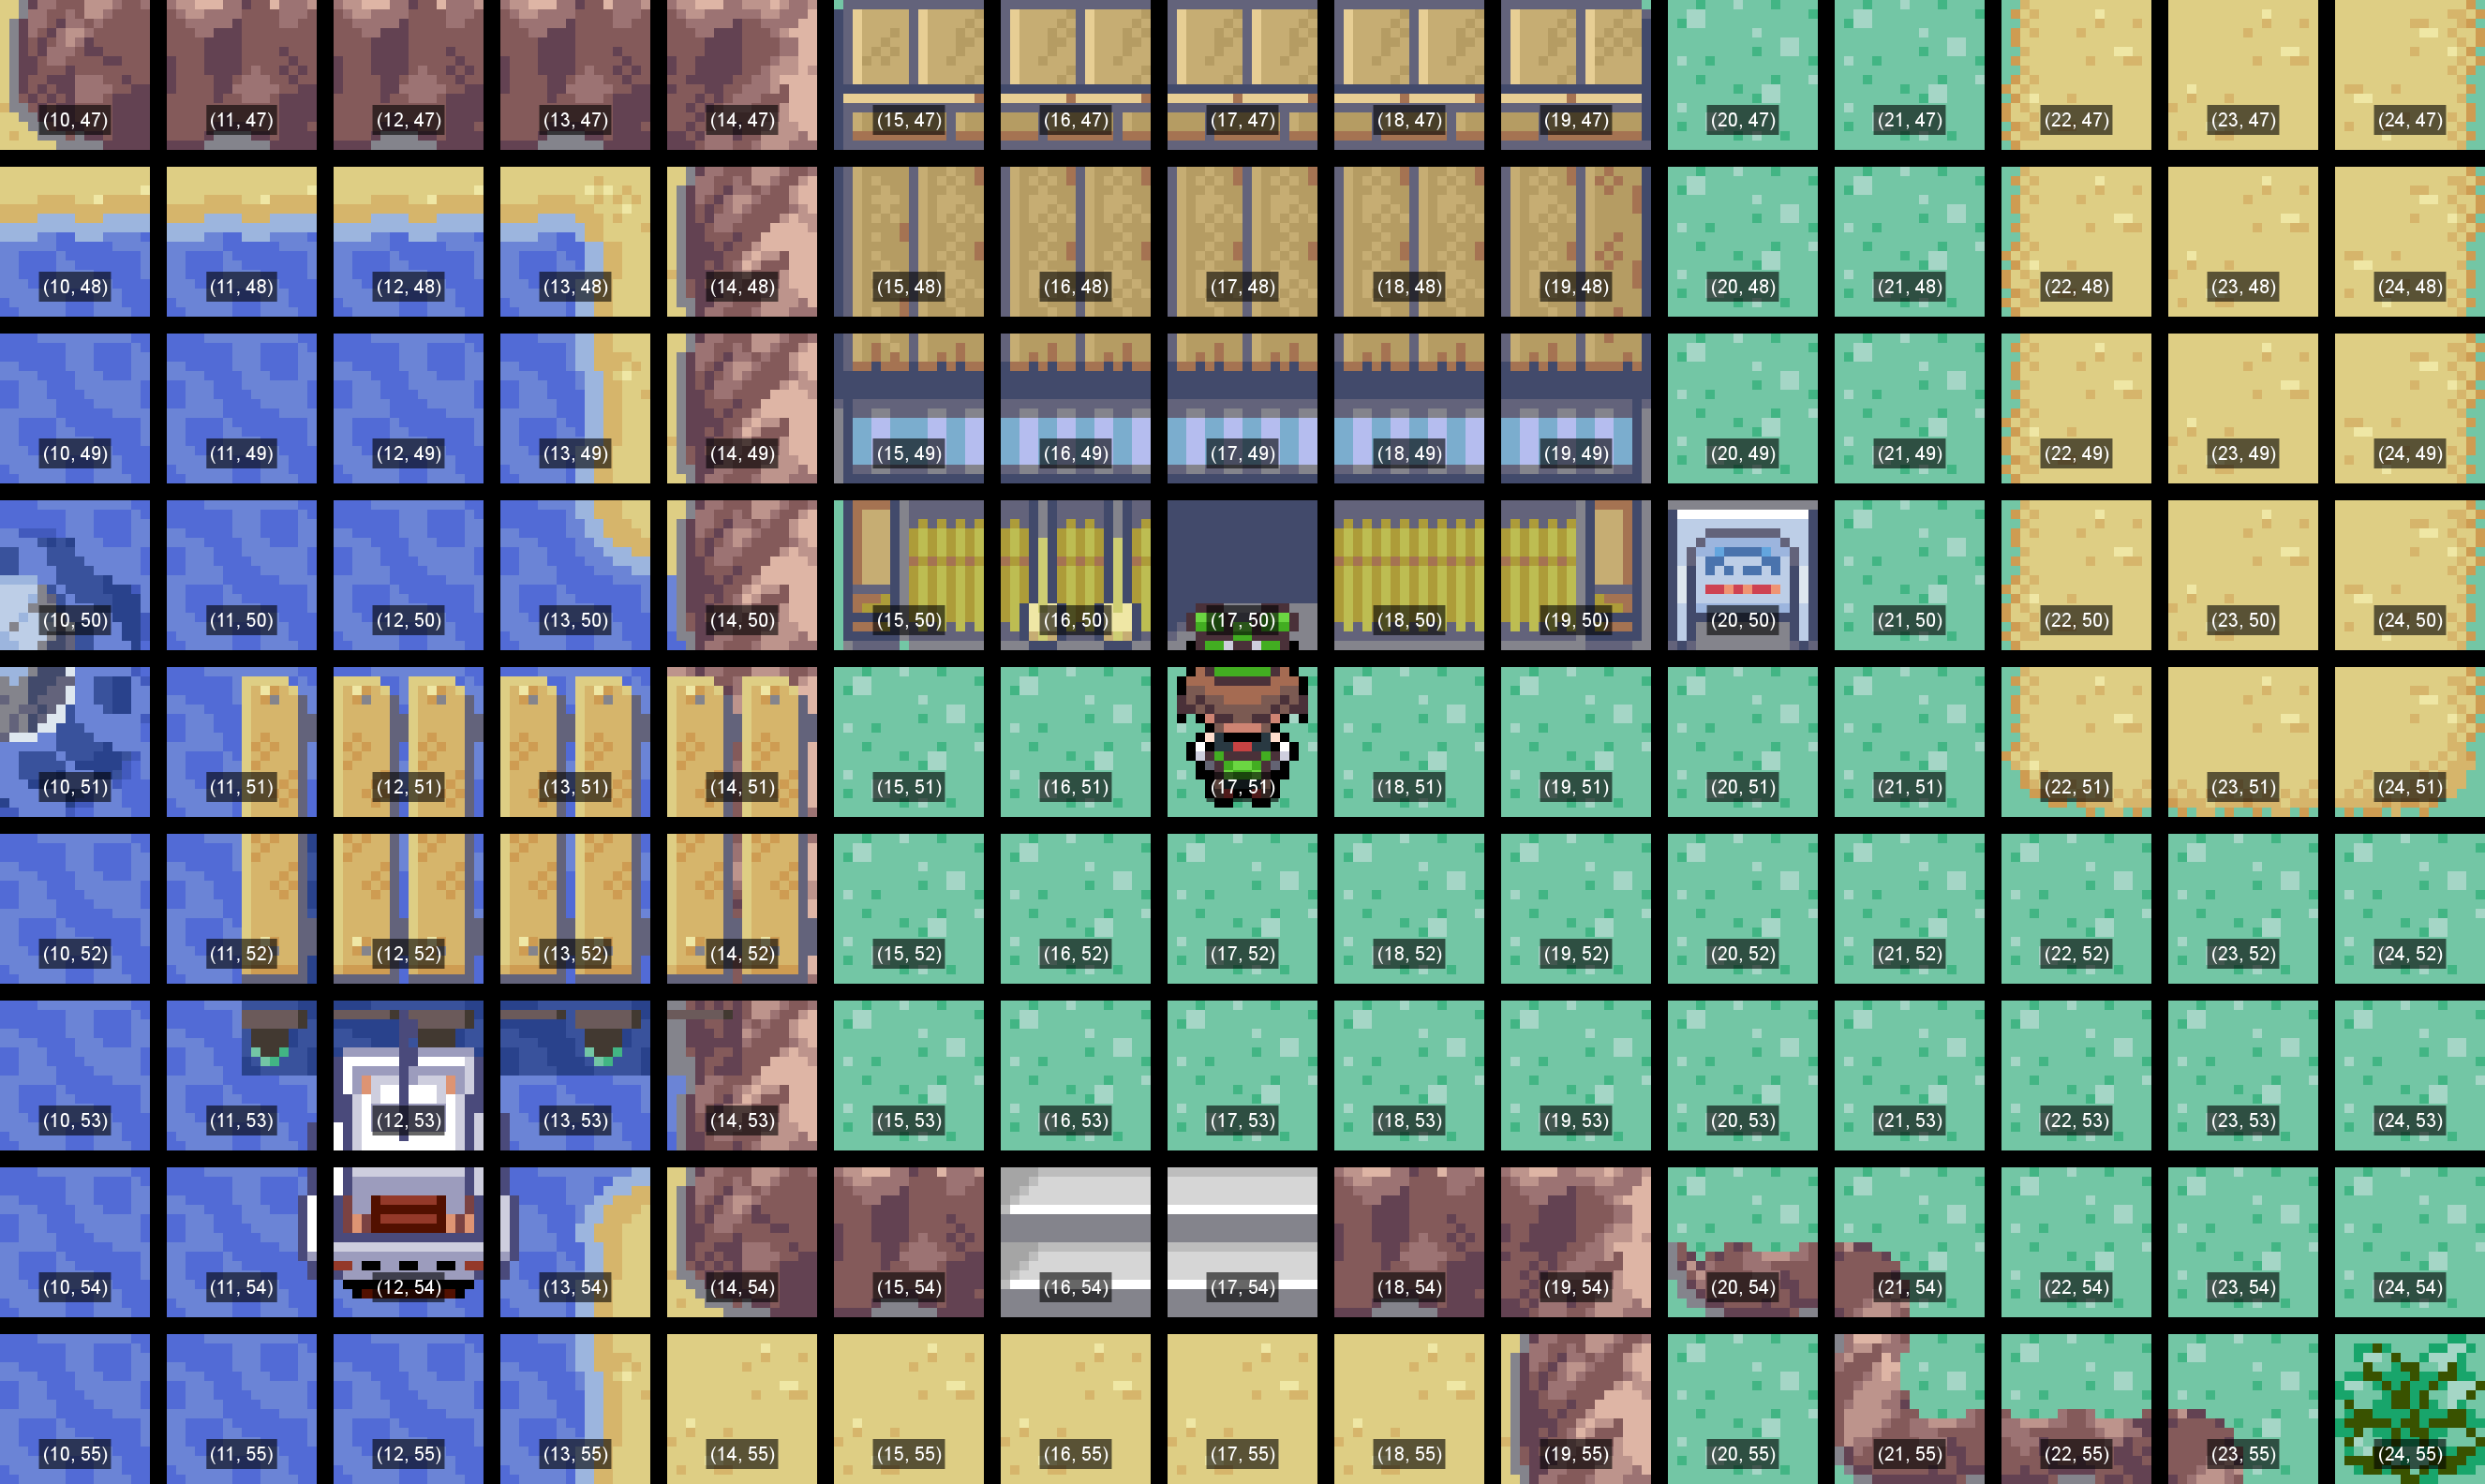 (10, 47) (11, 47) (12, 47) (13, 47) (14, 47) (15, 47) (16, 47) (17, 47) (18, 47) (19, 47) (20, 47) (21, 47) (22, 47) (23, 47) (24, 47)
(10, 48) (11, 48) (12, 48) (13, 48) (14, 48) (15, 48) (16, 48) (17, 48) (18, 48) (19, 48) (20, 48) (21, 48) (22, 48) (23, 48) (24, 48)
(10, 49) (11, 49) (12, 49) (13, 49) (14, 49) (15, 49) (16, 49) (17, 49) (18, 49) (19, 49) (20, 49) (21, 49) (22, 49) (23, 49) (24, 49)
(10, 50) (11, 50) (12, 50) (13, 50) (14, 50) (15, 50) (16, 50) (17, 50) (18, 50) (19, 50) (20, 50) (21, 50) (22, 50) (23, 50) (24, 50)
(10, 51) (11, 51) (12, 51) (13, 51) (14, 51) (15, 51) (16, 51) (17, 51) (18, 51) (19, 51) (20, 51) (21, 51) (22, 51) (23, 51) (24, 51)
(10, 52) (11, 52) (12, 52) (13, 52) (14, 52) (15, 52) (16, 52) (17, 52) (18, 52) (19, 52) (20, 52) (21, 52) (22, 52) (23, 52) (24, 52)
(10, 53) (11, 53) (12, 53) (13, 53) (14, 53) (15, 53) (16, 53) (17, 53) (18, 53) (19, 53) (20, 53) (21, 53) (22, 53) (23, 53) (24, 53)
(10, 54) (11, 54) (12, 54) (13, 54) (14, 54) (15, 54) (16, 54) (17, 54) (18, 54) (19, 54) (20, 54) (21, 54) (22, 54) (23, 54) (24, 54)
(10, 55) (11, 55) (12, 55) (13, 55) (14, 55) (15, 55) (16, 55) (17, 55) (18, 55) (19, 55) (20, 55) (21, 55) (22, 55) (23, 55) (24, 55)